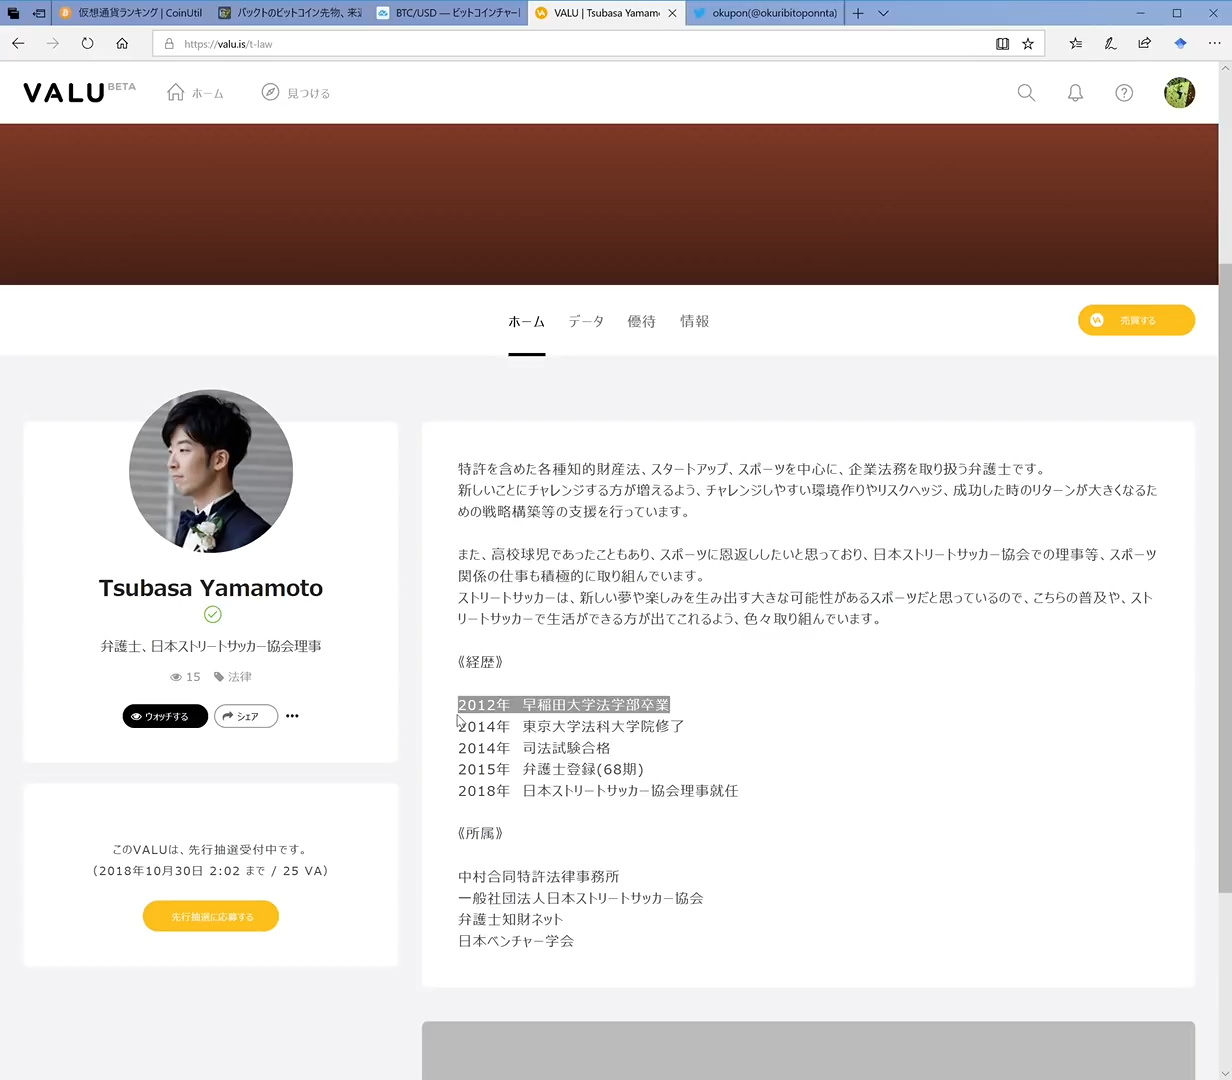 仮想通貨ランキング | CoinUtil
バックトのビットコイン先物、来週
BTC/USD — ビットコインチャート
VALU | Tsubasa Yamam
okupon(@okuribitoponnta)
https://valu.is/t-law
VALU BETA
ホーム
見つける
ホーム
データ
優待
情報
売買する
Tsubasa Yamamoto
弁護士、日本ストリートサッカー協会理事
15
法律
ウォッチする
シェア
このVALUは、先行抽選受付中です。
(2018年10月30日 2:02 まで / 25 VA)
先行抽選に応募する
特許を含めた各種知的財産法、スタートアップ、スポーツを中心に、企業法務を取り扱う弁護士です。
新しいことにチャレンジする方が増えるよう、チャレンジしやすい環境作りやリスクヘッジ、成功した時のリターンが大きくなるた
めの戦略構築等の支援を行っています。
また、高校球児であったこともあり、スポーツに恩返ししたいと思っており、日本ストリートサッカー協会での理事等、スポーツ
関係の仕事も積極的に取り組んでいます。
ストリートサッカーは、新しい夢や楽しみを生み出す大きな可能性があるスポーツだと思っているので、こちらの普及や、スト
リートサッカーで生活ができる方が出てこれるよう、色々取り組んでいます。
《経歴》
2012年 早稲田大学法学部卒業
2014年 東京大学法科大学院修了
2014年 司法試験合格
2015年 弁護士登録(68期)
2018年 日本ストリートサッカー協会理事就任
《所属》
中村合同特許法律事務所
一般社団法人日本ストリートサッカー協会
弁護士知財ネット
日本ベンチャー学会